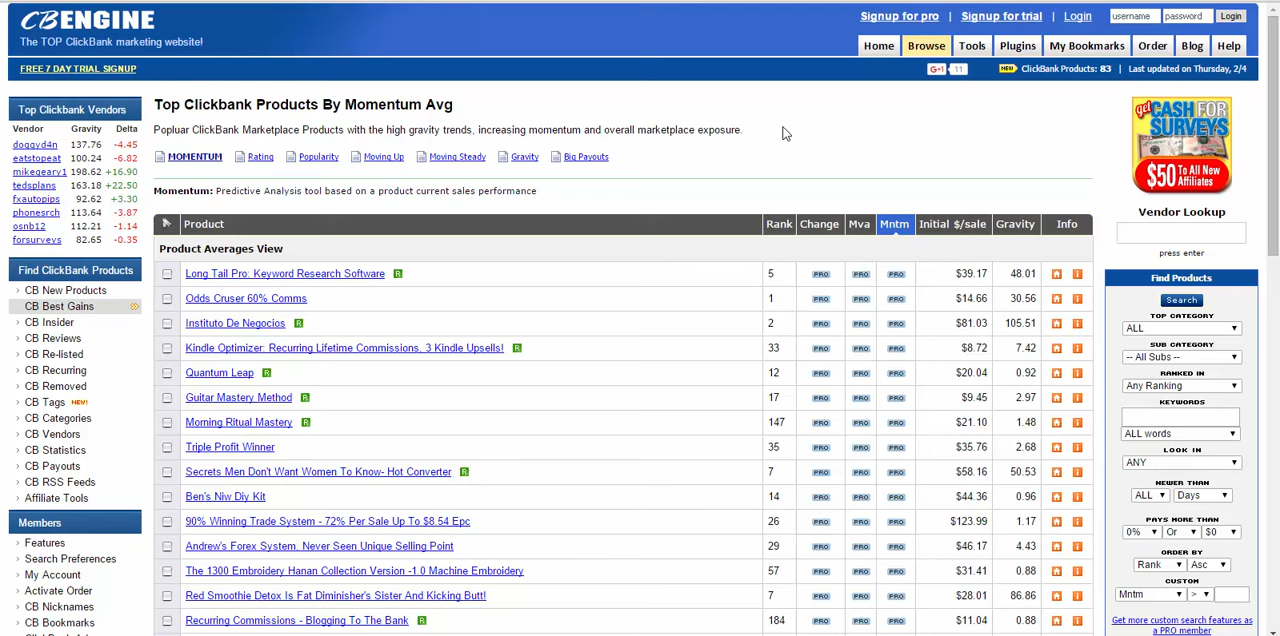 CBENGINE
The TOP ClickBank marketing website!
Signup for pro | Signup for trial | Login username password Login
Home Browse Tools Plugins My Bookmarks Order Blog Help
FREE 7 DAY TRIAL SIGNUP
G+1 11 NEW ClickBank Products: 83 | Last updated on Thursday, 2/4
Top Clickbank Vendors
Vendor Gravity Delta
doggyd4n 137.76 -4.45
eatstopeat 100.24 -6.82
mikegeary1 198.62 +16.90
tedsplans 163.18 +22.50
fxautopips 92.62 +3.30
phonesrch 113.64 -3.87
osnb12 112.21 -1.14
forsurveys 82.65 -0.35
Find ClickBank Products
CB New Products
CB Best Gains
CB Insider
CB Reviews
CB Re-listed
CB Recurring
CB Removed
CB Tags NEW!
CB Categories
CB Vendors
CB Statistics
CB Payouts
CB RSS Feeds
Affiliate Tools
Members
Features
Search Preferences
My Account
Activate Order
CB Nicknames
CB Bookmarks
Top Clickbank Products By Momentum Avg
Popluar ClickBank Marketplace Products with the high gravity trends, increasing momentum and overall marketplace exposure.
MOMENTUM Rating Popularity Moving Up Moving Steady Gravity Big Payouts
Momentum: Predictive Analysis tool based on a product current sales performance
Product Rank Change Mva Mntm Initial $/sale Gravity Info
Product Averages View
Long Tail Pro: Keyword Research Software R 5 PRO PRO PRO $39.17 48.01
Odds Cruser 60% Comms 1 PRO PRO PRO $14.66 30.56
Instituto De Negocios R 2 PRO PRO PRO $81.03 105.51
Kindle Optimizer: Recurring Lifetime Commissions, 3 Kindle Upsells! R 33 PRO PRO PRO $8.72 7.42
Quantum Leap R 12 PRO PRO PRO $20.04 0.92
Guitar Mastery Method R 17 PRO PRO PRO $9.45 2.97
Morning Ritual Mastery R 147 PRO PRO PRO $21.10 1.48
Triple Profit Winner 35 PRO PRO PRO $35.76 2.68
Secrets Men Don't Want Women To Know- Hot Converter R 7 PRO PRO PRO $58.16 50.53
Ben's Niw Diy Kit 14 PRO PRO PRO $44.36 0.96
90% Winning Trade System - 72% Per Sale Up To $8.54 Epc 26 PRO PRO PRO $123.99 1.17
Andrew's Forex System, Never Seen Unique Selling Point 29 PRO PRO PRO $46.17 4.43
The 1300 Embroidery Hanan Collection Version -1.0 Machine Embroidery 57 PRO PRO PRO $31.41 0.88
Red Smoothie Detox Is Fat Diminisher's Sister And Kicking Butt! 7 PRO PRO PRO $28.01 86.86
Recurring Commissions - Blogging To The Bank R 184 PRO PRO PRO $11.04 0.88
get CASH FOR
SURVEYS
$50 To All New
Affiliates
Vendor Lookup
press enter
Find Products
Search
TOP CATEGORY
ALL
SUB CATEGORY
-- All Subs --
RANKED IN
Any Ranking
KEYWORDS
ALL words
LOOK IN
ANY
NEWER THAN
ALL Days
PAYS MORE THAN
0% Or $0
ORDER BY
Rank Asc
CUSTOM
Mntm >
Get more custom search features as
a PRO member